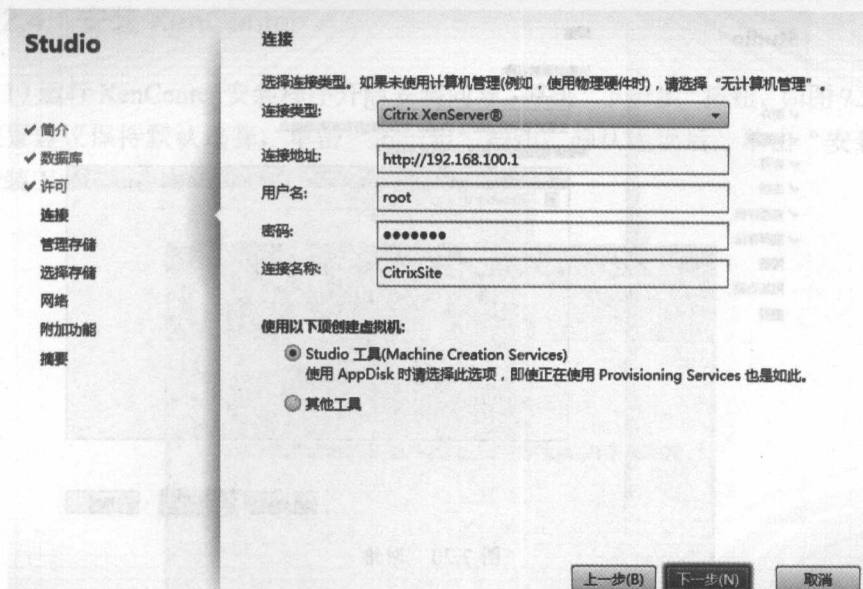 Studio
✔ 简介
✔ 数据库
✔ 许可
连接
管理存储
选择存储
网络
附加功能
摘要
连接
选择连接类型。如果未使用计算机管理(例如，使用物理硬件时)，请选择“无计算机管理”。
连接类型:
Citrix XenServer®
连接地址:
http://192.168.100.1
用户名:
root
密码:
●●●●●●●
连接名称:
CitrixSite
使用以下项创建虚拟机:
Studio 工具(Machine Creation Services)
使用 AppDisk 时请选择此选项，即使正在使用 Provisioning Services 也是如此。
其他工具
上一步(B)
下一步(N)
取消